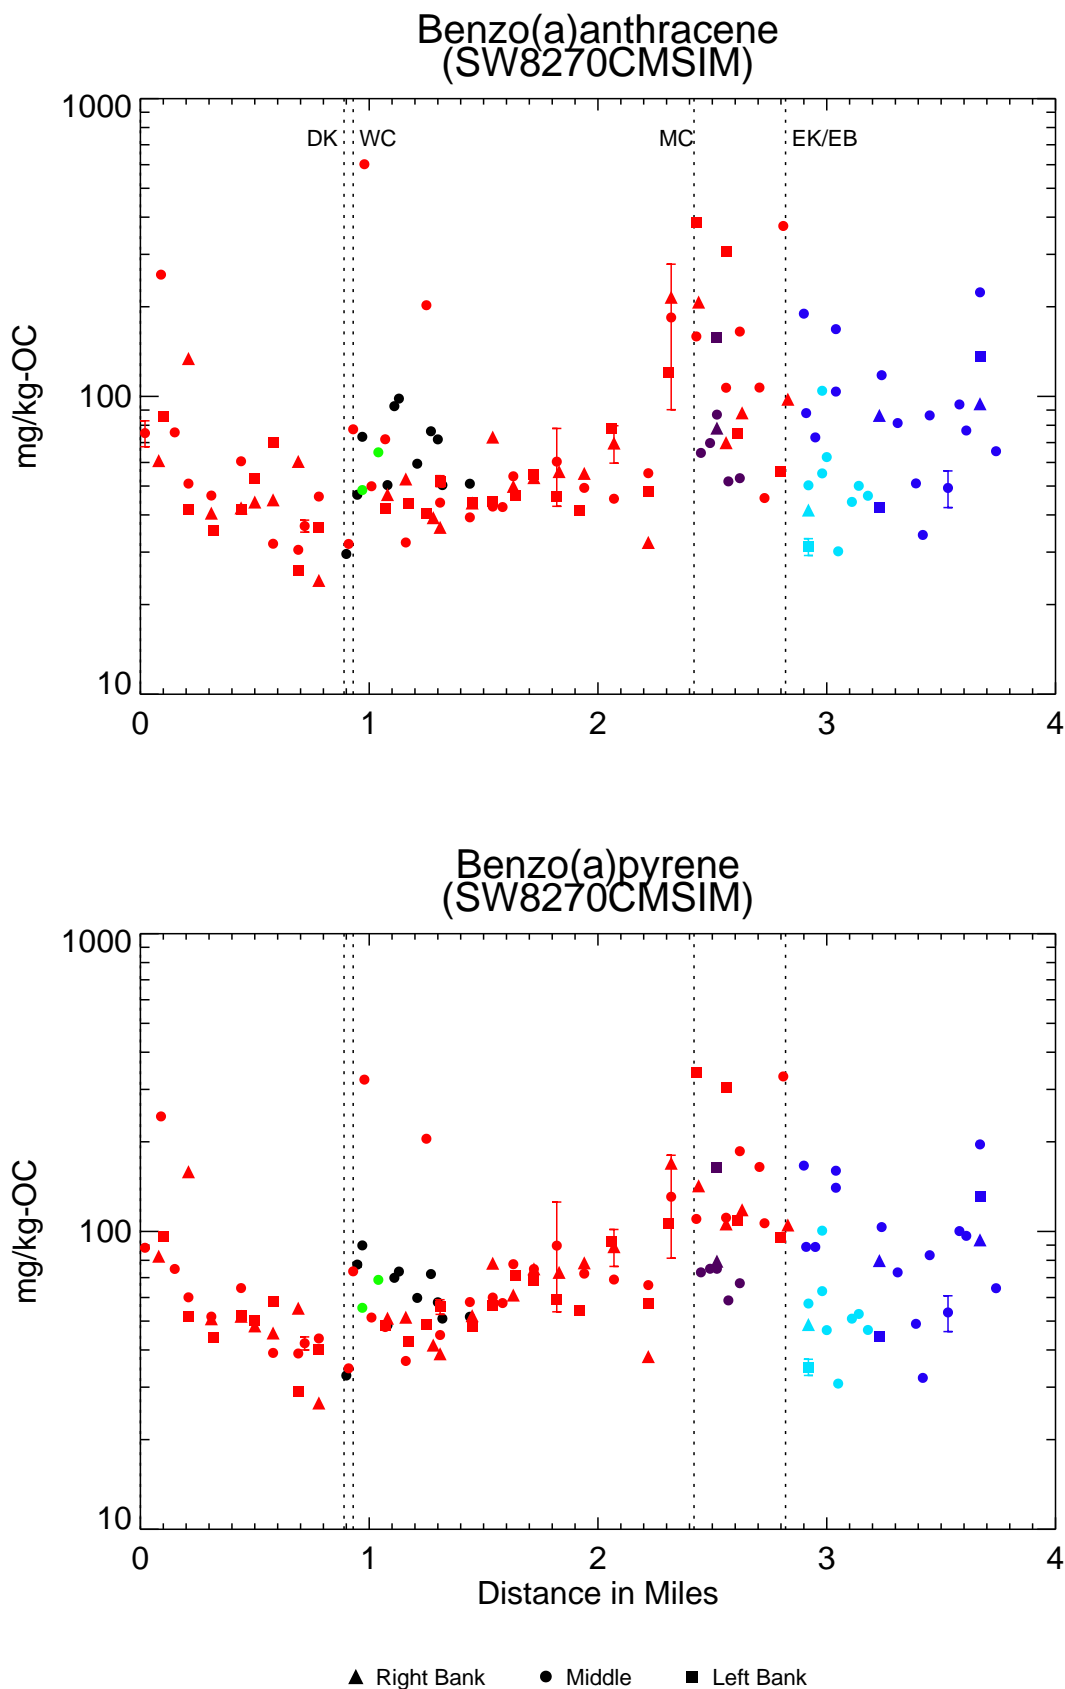 Benzo(a)anthracene
(SW8270CMSIM)
1000
DK WC MC EK/EB
100
mg/kg-OC
10
0 1 2 3 4
Benzo(a)pyrene
(SW8270CMSIM)
1000
100
mg/kg-OC
10
0 1 2 3 4
Distance in Miles
Right Bank Middle Left Bank